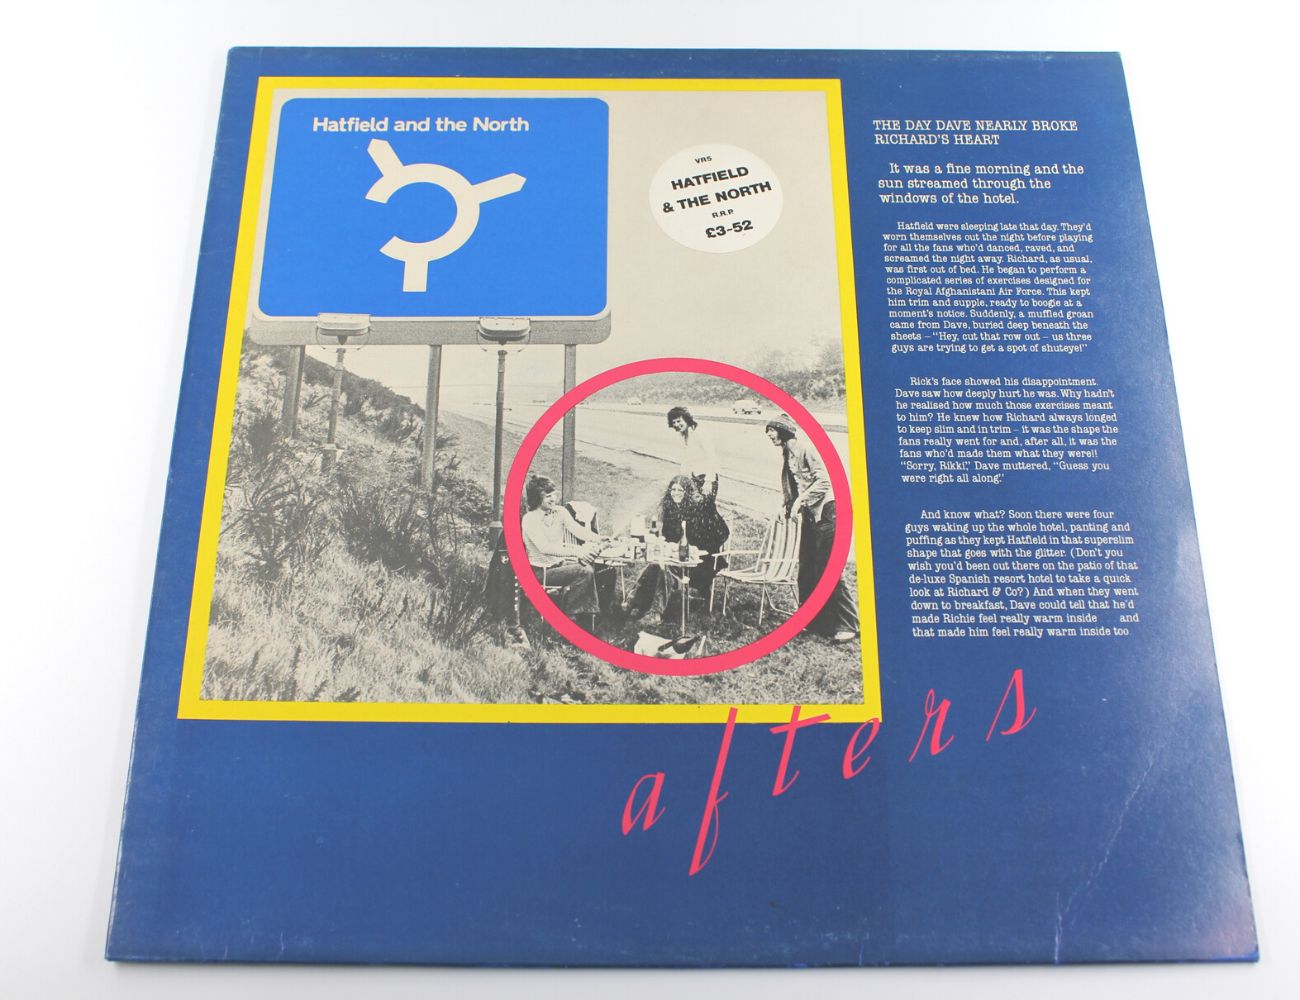 Hatfield and the North
VR5
HATFIELD
& THE NORTH
R.R.P.
£3-52
THE DAY DAVE NEARLY BROKE
RICHARD'S HEART
It was a fine morning and the
sun streamed through the
windows of the hotel.
Hatfield were sleeping late that day. They'd
worn themselves out the night before playing
for all the fans who'd danced, raved, and
screamed the night away. Richard, as usual,
was first out of bed. He began to perform a
complicated series of exercises designed for
the Royal Afghanistani Air Force. This kept
him trim and supple, ready to boogie at a
moment's notice. Suddenly, a muffled groan
came from Dave, buried deep beneath the
sheets – "Hey, cut that row out – us three
guys are trying to get a spot of shuteye!"
Rick's face showed his disappointment.
Dave saw how deeply hurt he was. Why hadn't
he realised how much those exercises meant
to him? He knew how Richard always longed
to keep slim and in trim – it was the shape the
fans really went for and, after all, it was the
fans who'd made them what they were!!
"Sorry, Rikki," Dave muttered, "Guess you
were right all along."
And know what? Soon there were four
guys waking up the whole hotel, panting and
puffing as they kept Hatfield in that superslim
shape that goes with the glitter. (Don't you
wish you'd been out there on the patio of that
de-luxe Spanish resort hotel to take a quick
look at Richard & Co?) And when they went
down to breakfast, Dave could tell that he'd
made Richie feel really warm inside and
that made him feel really warm inside too
afters